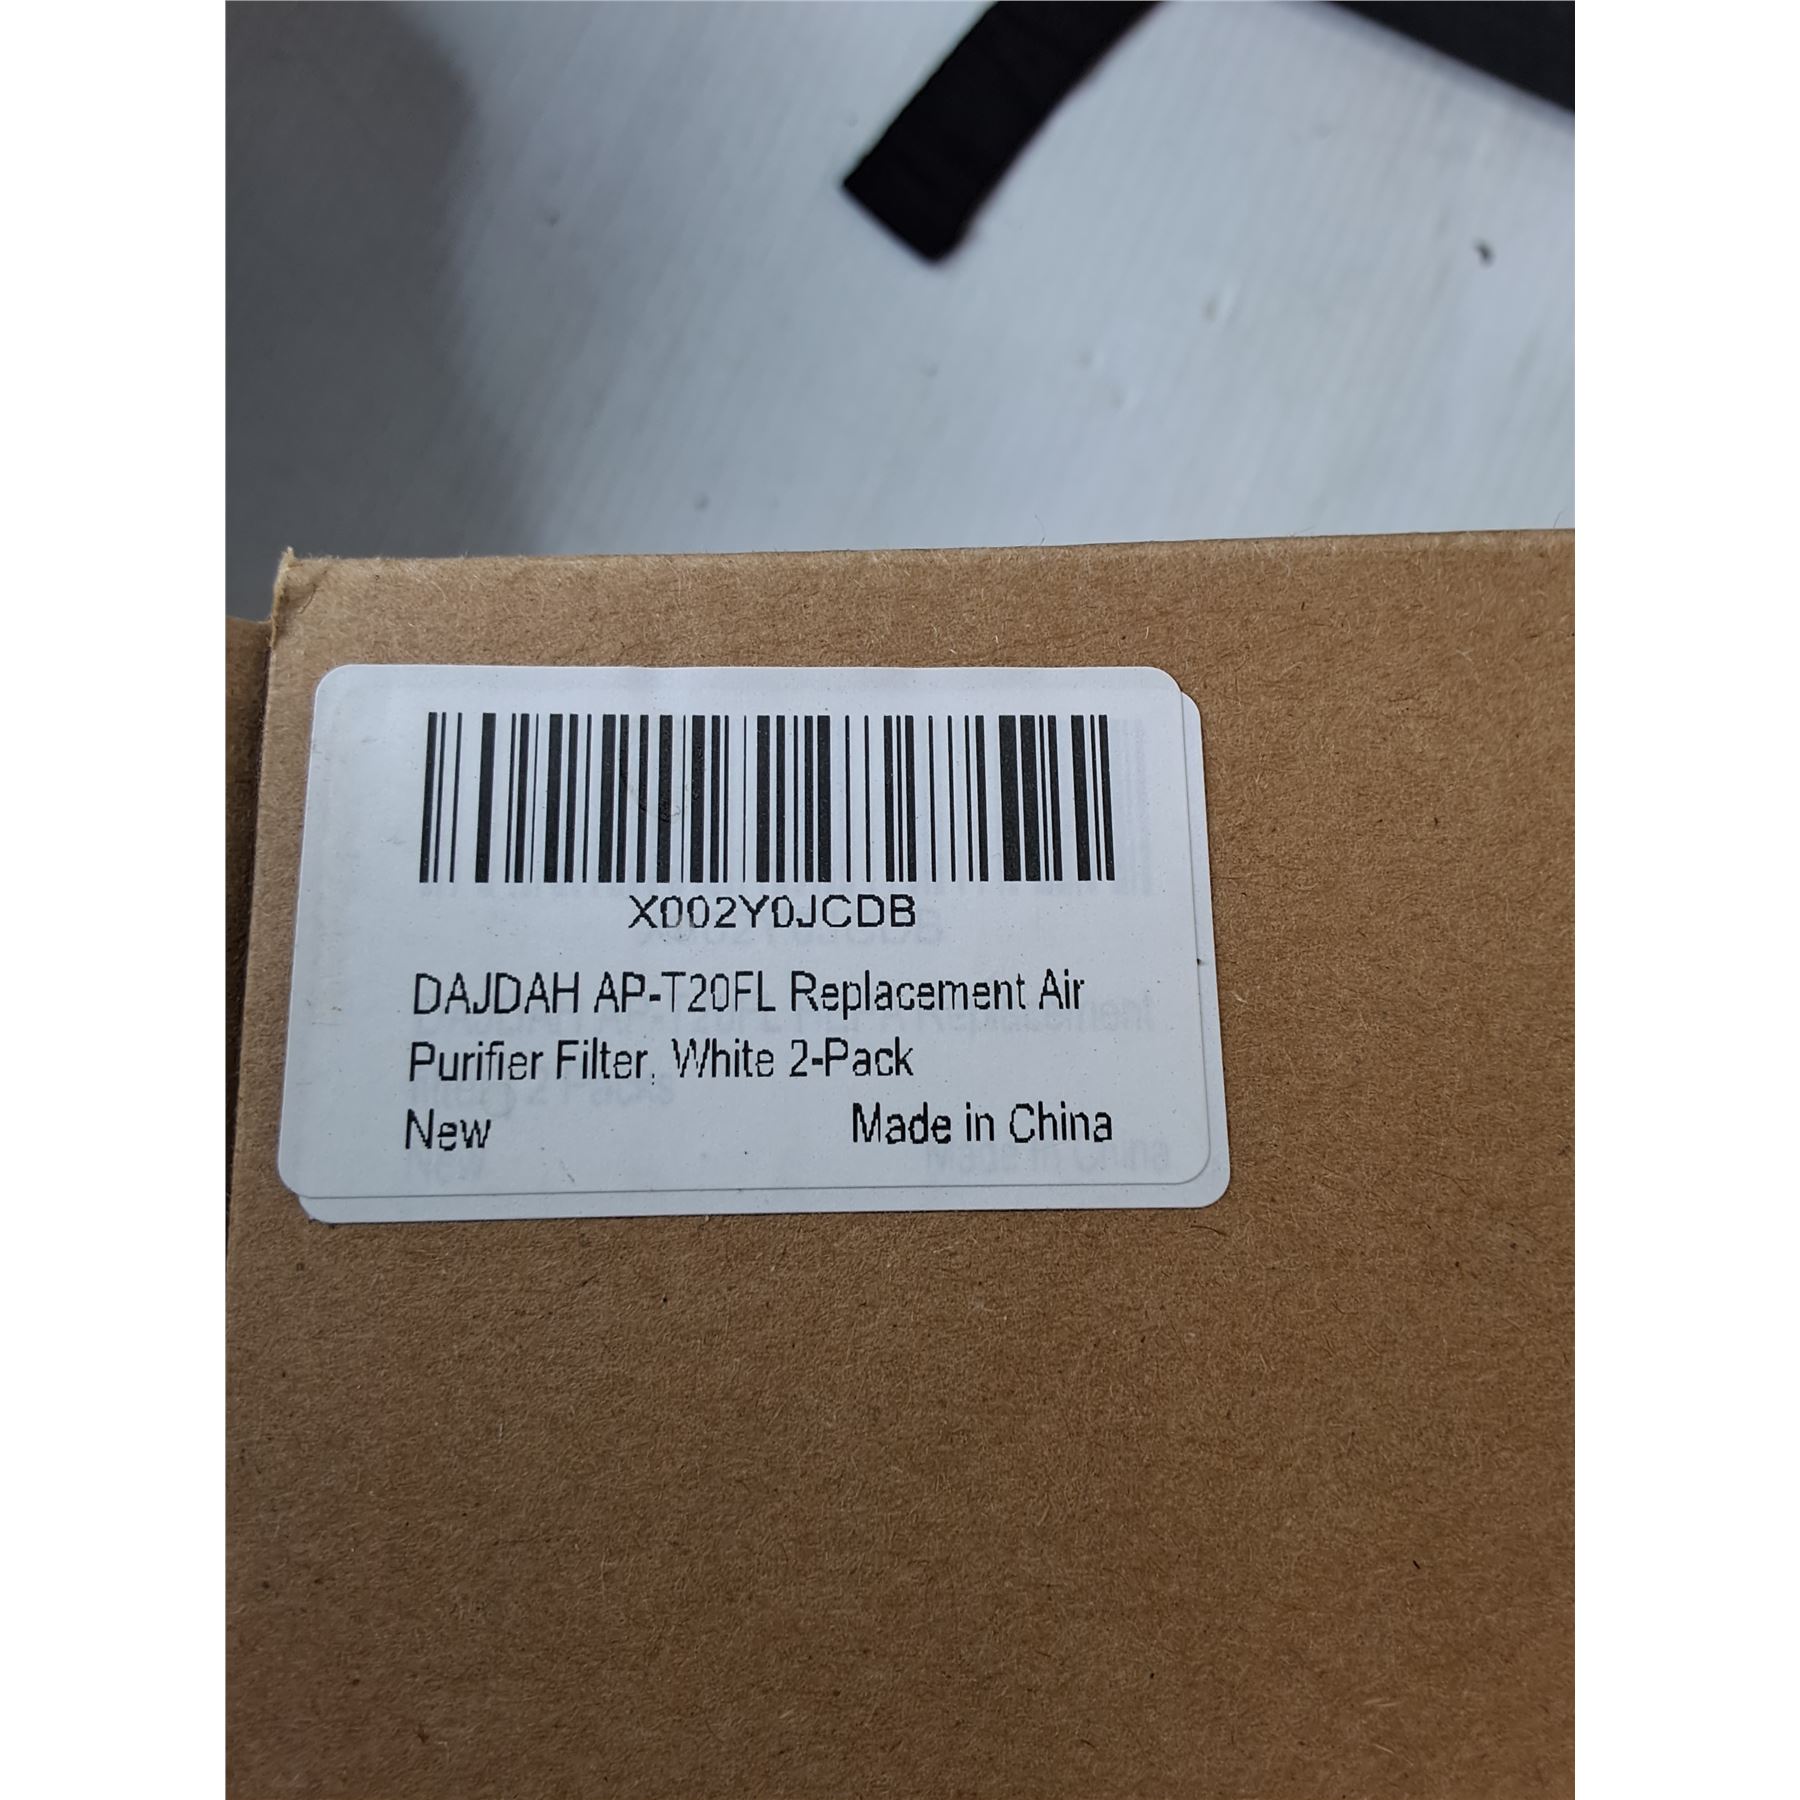 X002Y0JCDB
DAJDAH AP-T20FL Replacement Air
Purifier Filter, White 2-Pack
New Made in China